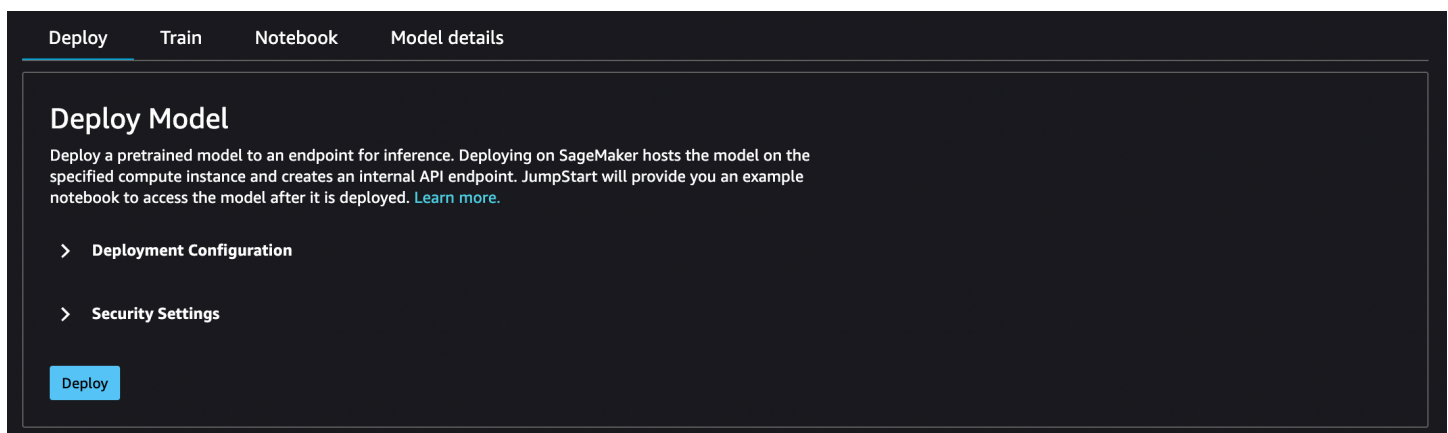 Deploy Train Notebook Model details
Deploy Model
Deploy a pretrained model to an endpoint for inference. Deploying on SageMaker hosts the model on the
specified compute instance and creates an internal API endpoint. JumpStart will provide you an example
notebook to access the model after it is deployed. Learn more.
Deployment Configuration
Security Settings
Deploy